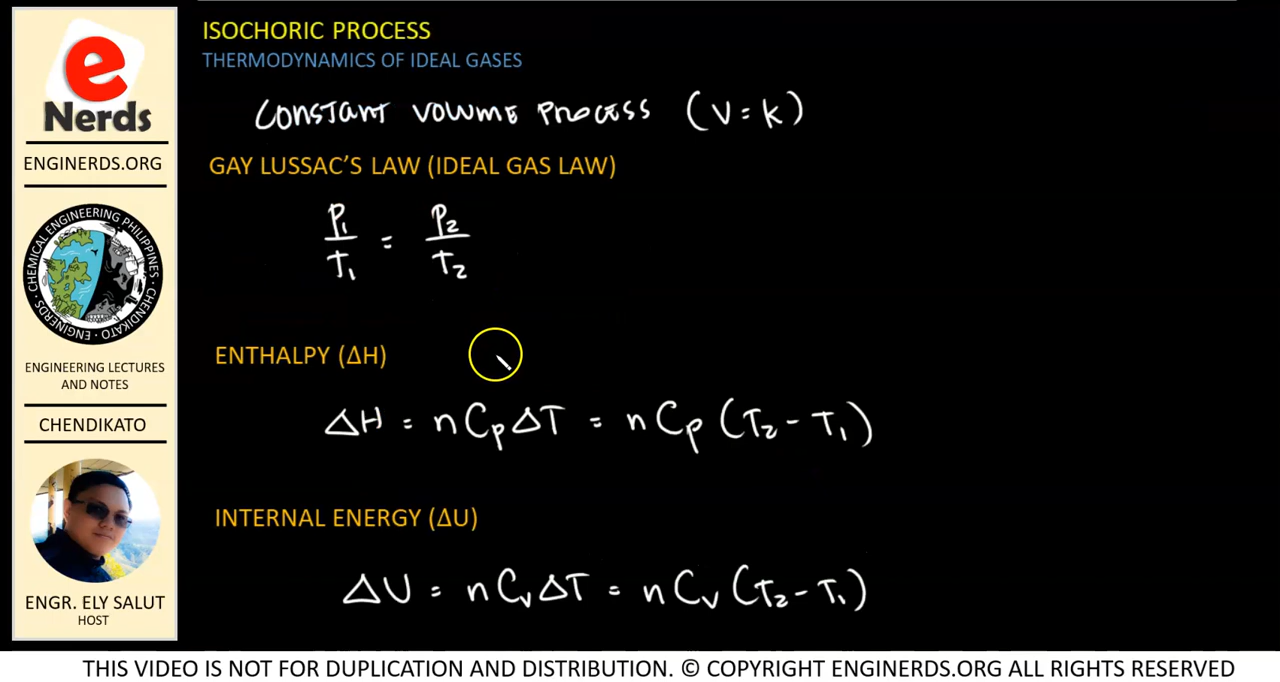 e
Nerds
ENGINERDS.ORG
CHEMICAL ENGINEERING PHILIPPINES • CHENDIKATO • ENGINERDS •
ENGINEERING LECTURES
AND NOTES
CHENDIKATO
ENGR. ELY SALUT
HOST
ISOCHORIC PROCESS
THERMODYNAMICS OF IDEAL GASES
CONSTANT VOLUME PROCESS (V = K)
GAY LUSSAC'S LAW (IDEAL GAS LAW)
P₁/T₁ = P₂/T₂
ENTHALPY (ΔH)
ΔH = nCpΔT = nCp (T₂ - T₁)
INTERNAL ENERGY (ΔU)
ΔU = nCvΔT = nCv (T₂ - T₁)
THIS VIDEO IS NOT FOR DUPLICATION AND DISTRIBUTION. © COPYRIGHT ENGINERDS.ORG ALL RIGHTS RESERVED